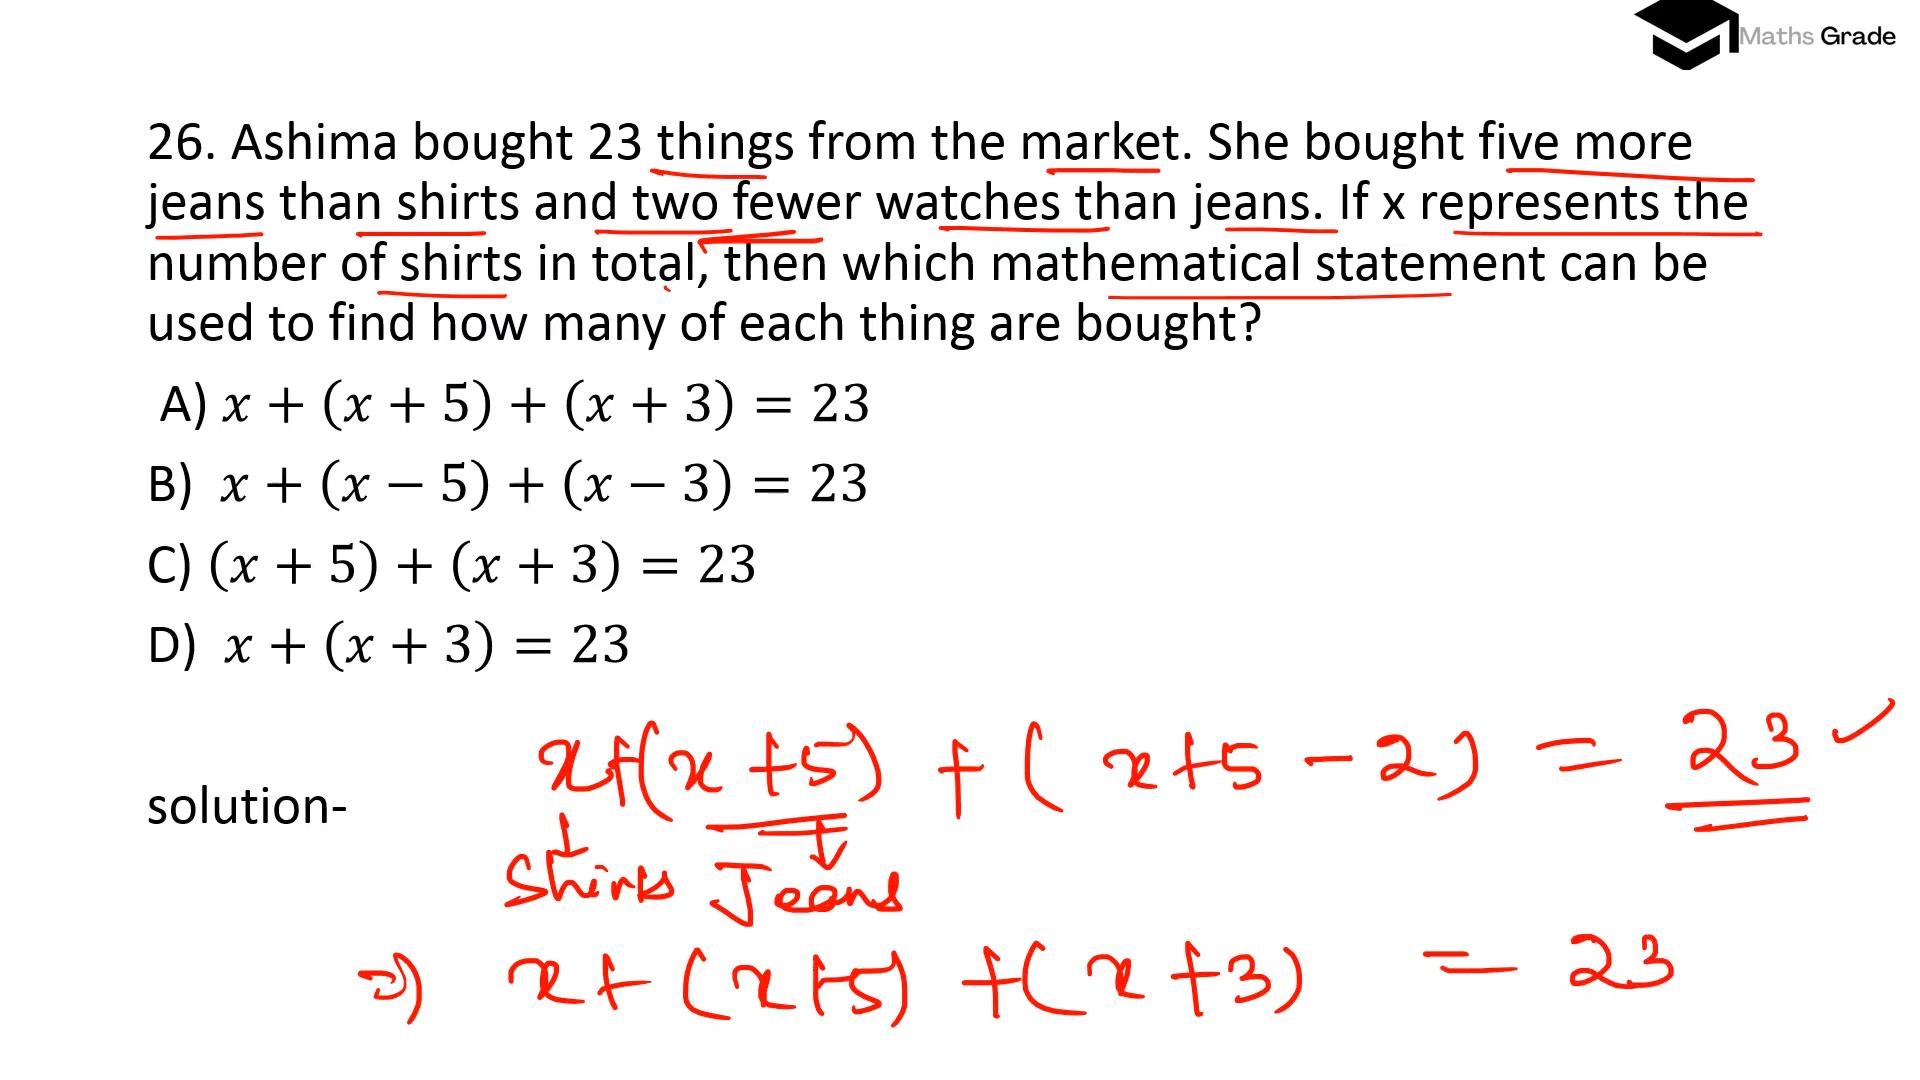 Maths Grade
26. Ashima bought 23 things from the market. She bought five more
jeans than shirts and two fewer watches than jeans. If x represents the
number of shirts in total, then which mathematical statement can be
used to find how many of each thing are bought?
A) x + (x + 5) + (x + 3) = 23
B) x + (x − 5) + (x − 3) = 23
C) (x + 5) + (x + 3) = 23
D) x + (x + 3) = 23
x+(x+5) + (x+5-2) = 23 ✓
solution-
Shirts Jeans
⇒) x+(x+5)+(x+3) = 23